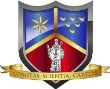 COMITAS, SCIENTIA, CARITAS